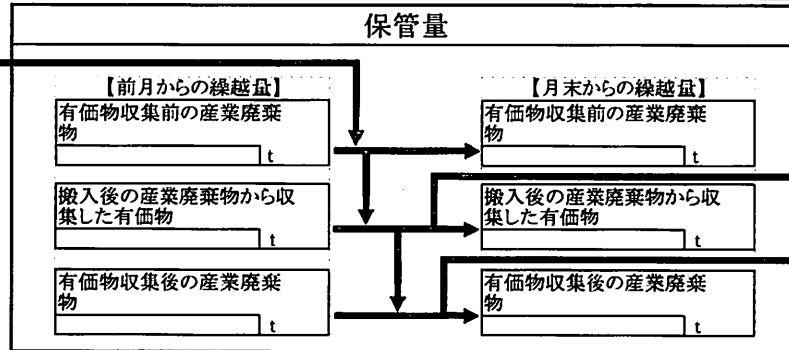 保管量
【前月からの繰越量】
有価物収集前の産業廃棄
物
t
搬入後の産業廃棄物から収
集した有価物
t
有価物収集後の産業廃棄
物
t
【月末からの繰越量】
有価物収集前の産業廃棄
物
t
搬入後の産業廃棄物から収
集した有価物
t
有価物収集後の産業廃棄
物
t